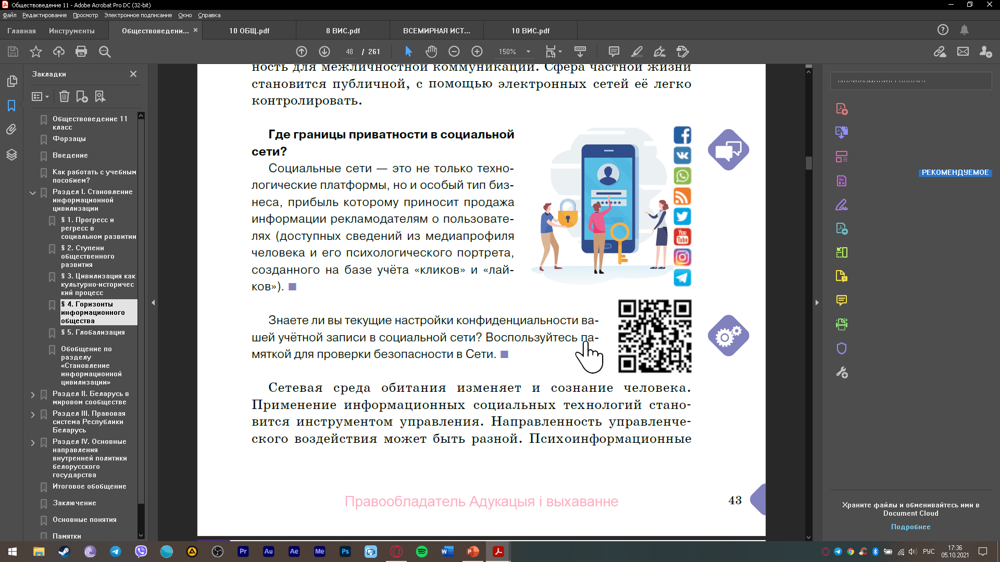 Обществоведение 11 - Adobe Acrobat Pro DC (32-bit)
Файл Редактирование Просмотр Электронное подписание Окно Справка
Главная Инструменты Обществоведени... × 10 ОБЩ.pdf 8 ВИС.pdf ВСЕМИРНАЯ ИСТ... 10 ВИС.pdf
48 / 261 150%
Закладки
Обществоведение 11
класс
Форзацы
Введение
Как работать с учебным
пособием?
Раздел I. Становление
информационной
цивилизации
§ 1. Прогресс и
регресс в
социальном развитии
§ 2. Ступени
общественного
развития
§ 3. Цивилизация как
культурно-историчес
кий процесс
§ 4. Горизонты
информационного
общества
§ 5. Глобализация
Обобщение по
разделу
«Становление
информационной
цивилизации»
Раздел II. Беларусь в
мировом сообществе
Раздел III. Правовая
система Республики
Беларусь
Раздел IV. Основные
направления
внутренней политики
белорусского
государства
Итоговое обобщение
Заключение
Основные понятия
Памятки
ность для межличностной коммуникации. Сфера частной жизни
становится публичной, с помощью электронных сетей её легко
контролировать.
Где границы приватности в социальной
сети?
Социальные сети — это не только техно-
логические платформы, но и особый тип биз-
неса, прибыль которому приносит продажа
информации рекламодателям о пользовате-
лях (доступных сведений из медиапрофиля
человека и его психологического портрета,
созданного на базе учёта «кликов» и «лай-
ков»).
******
You
Tube
Знаете ли вы текущие настройки конфиденциальности ва-
шей учётной записи в социальной сети? Воспользуйтесь па-
мяткой для проверки безопасности в Сети.
Сетевая среда обитания изменяет и сознание человека.
Применение информационных социальных технологий стано-
вится инструментом управления. Направленность управленче-
ского воздействия может быть разной. Психоинформационные
Правообладатель Адукацыя і выхаванне
43
РЕКОМЕНДУЕМОЕ
Храните файлы и обменивайтесь ими в
Document Cloud
Подробнее
Pr Au Ae Me Ps
РУС
17:36
05.10.2021